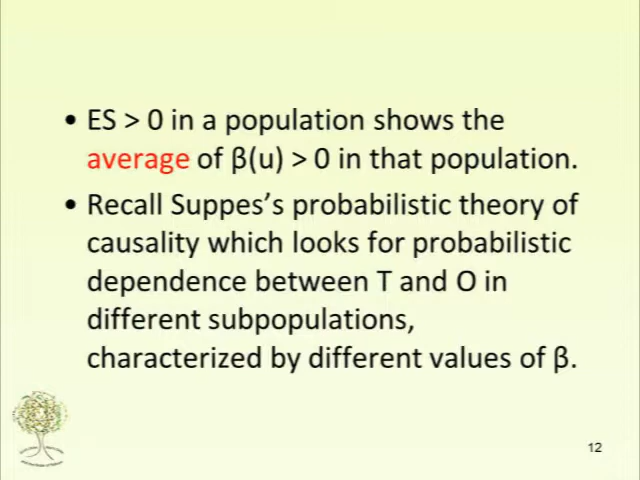 • ES > 0 in a population shows the
average of β(u) > 0 in that population.
• Recall Suppes's probabilistic theory of
causality which looks for probabilistic
dependence between T and O in
different subpopulations,
characterized by different values of β.
12